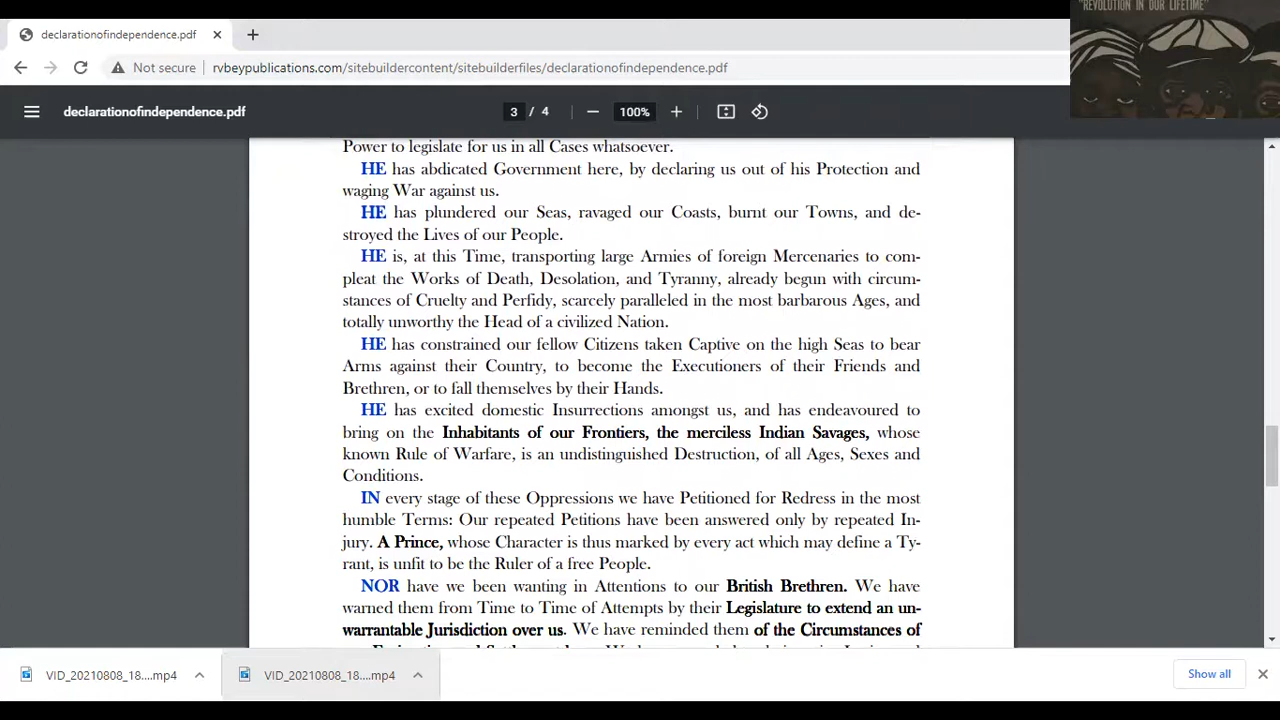 "REVOLUTION IN OUR LIFETIME"
declarationofindependence.pdf
Not secure
rvbeypublications.com/sitebuildercontent/sitebuilderfiles/declarationofindependence.pdf
declarationofindependence.pdf
3 / 4
100%
Power to legislate for us in all Cases whatsoever.
HE has abdicated Government here, by declaring us out of his Protection and
waging War against us.
HE has plundered our Seas, ravaged our Coasts, burnt our Towns, and de-
stroyed the Lives of our People.
HE is, at this Time, transporting large Armies of foreign Mercenaries to com-
pleat the Works of Death, Desolation, and Tyranny, already begun with circum-
stances of Cruelty and Perfidy, scarcely paralleled in the most barbarous Ages, and
totally unworthy the Head of a civilized Nation.
HE has constrained our fellow Citizens taken Captive on the high Seas to bear
Arms against their Country, to become the Executioners of their Friends and
Brethren, or to fall themselves by their Hands.
HE has excited domestic Insurrections amongst us, and has endeavoured to
bring on the Inhabitants of our Frontiers, the merciless Indian Savages, whose
known Rule of Warfare, is an undistinguished Destruction, of all Ages, Sexes and
Conditions.
IN every stage of these Oppressions we have Petitioned for Redress in the most
humble Terms: Our repeated Petitions have been answered only by repeated In-
jury. A Prince, whose Character is thus marked by every act which may define a Ty-
rant, is unfit to be the Ruler of a free People.
NOR have we been wanting in Attentions to our British Brethren. We have
warned them from Time to Time of Attempts by their Legislature to extend an un-
warrantable Jurisdiction over us. We have reminded them of the Circumstances of
VID_20210808_18....mp4
VID_20210808_18....mp4
Show all